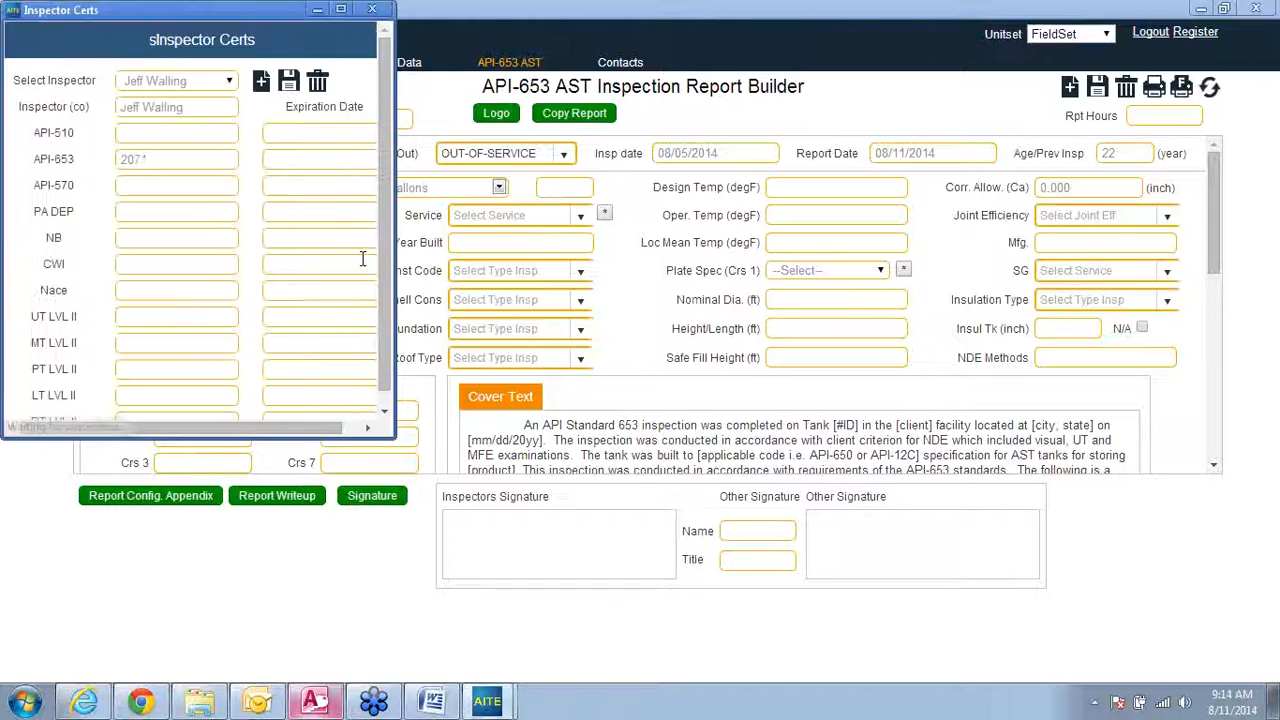 AITE Inspector Certs
sInspector Certs
Select Inspector Jeff Walling
Inspector (co) Jeff Walling Expiration Date
API-510
API-653 2071
API-570
PA DEP
NB
CWI
Nace
UT LVL II
MT LVL II
PT LVL II
LT LVL II
Unitset FieldSet Logout Register
Data API-653 AST Contacts
API-653 AST Inspection Report Builder
Logo Copy Report Rpt Hours
Out) OUT-OF-SERVICE Insp date 08/05/2014 Report Date 08/11/2014 Age/Prev Insp. 22 (year)
allons Design Temp (degF) Corr. Allow. (Ca) 0.000 (inch)
Service Select Service * Oper. Temp (degF) Joint Efficiency Select Joint Eff
Year Built Loc Mean Temp (degF) Mfg.
nst Code Select Type Insp Plate Spec (Crs 1) --Select-- * SG Select Service
hell Cons Select Type Insp Nominal Dia. (ft) Insulation Type Select Type Insp
oundation Select Type Insp Height/Length (ft) Insul Tk (inch) N/A
Roof Type Select Type Insp Safe Fill Height (ft) NDE Methods
Cover Text
An API Standard 653 inspection was completed on Tank [#ID] in the [client] facility located at [city, state] on
[mm/dd/20yy]. The inspection was conducted in accordance with client criterion for NDE which included visual, UT and
MFE examinations. The tank was built to [applicable code i.e. API-650 or API-12C] specification for AST tanks for storing
[product]. This inspection was conducted in accordance with requirements of the API-653 standards. The following is a
Crs 3 Crs 7
Report Config. Appendix Report Writeup Signature
Inspectors Signature Other Signature Other Signature
Name
Title
AITE
9:14 AM
8/11/2014